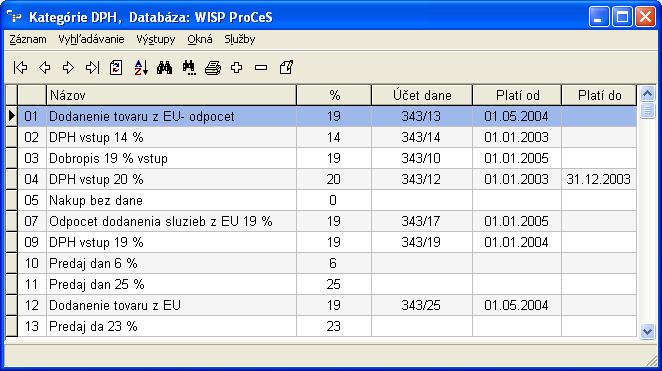 Kategórie DPH, Databáza: WISP ProCeS
Záznam Vyhľadávanie Výstupy Okná Služby
Názov % Účet dane Platí od Platí do
01 Dodanenie tovaru z EU- odpocet 19 343/13 01.05.2004
02 DPH vstup 14 % 14 343/14 01.01.2003
03 Dobropis 19 % vstup 19 343/10 01.01.2005
04 DPH vstup 20 % 20 343/12 01.01.2003 31.12.2003
05 Nakup bez dane 0
07 Odpocet dodanenia sluzieb z EU 19 % 19 343/17 01.01.2005
09 DPH vstup 19 % 19 343/19 01.01.2004
10 Predaj dan 6 % 6
11 Predaj dan 25 % 25
12 Dodanenie tovaru z EU 19 343/25 01.05.2004
13 Predaj da 23 % 23